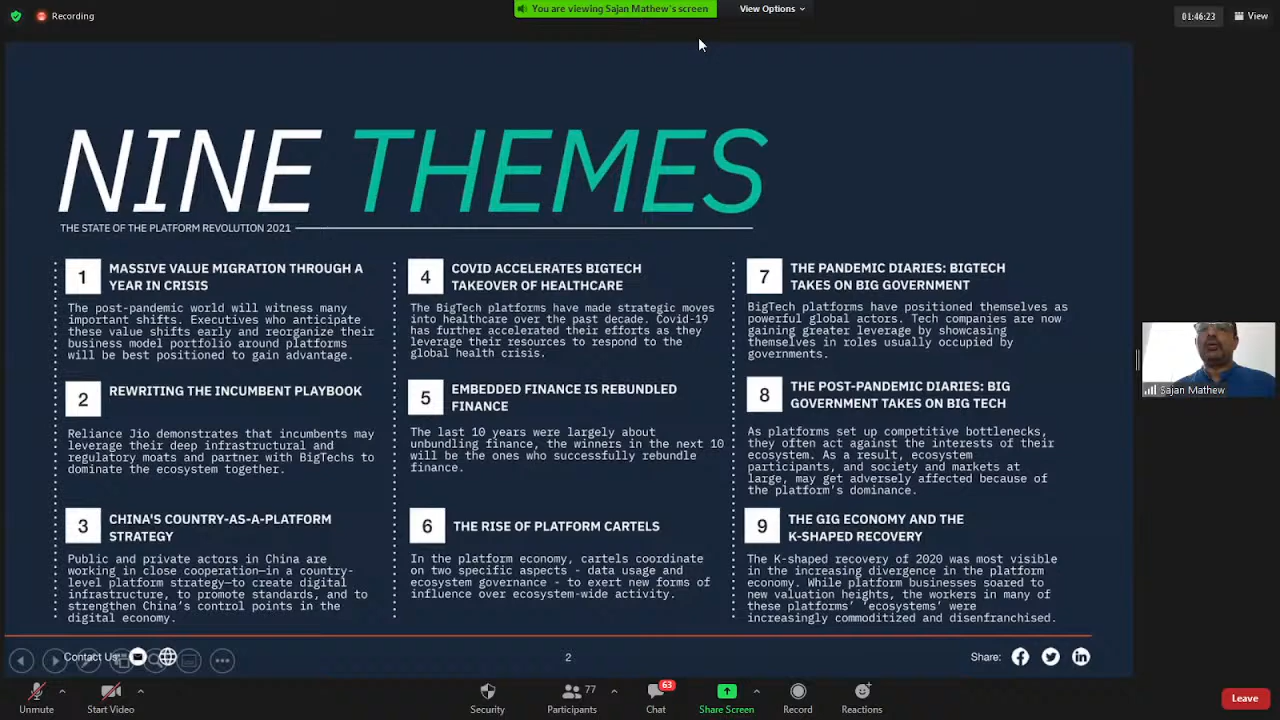 Recording
You are viewing Sajan Mathew's screen
View Options
01:46:23
View
NINE THEMES
THE STATE OF THE PLATFORM REVOLUTION 2021
1
MASSIVE VALUE MIGRATION THROUGH A
YEAR IN CRISIS
The post-pandemic world will witness many
important shifts. Executives who anticipate
these value shifts early and reorganize their
business model portfolio around platforms
will be best positioned to gain advantage.
2
REWRITING THE INCUMBENT PLAYBOOK
Reliance Jio demonstrates that incumbents may
leverage their deep infrastructural and
regulatory moats and partner with BigTechs to
dominate the ecosystem together.
3
CHINA'S COUNTRY-AS-A-PLATFORM
STRATEGY
Public and private actors in China are
working in close cooperation—in a country-
level platform strategy—to create digital
infrastructure, to promote standards, and to
strengthen China's control points in the
digital economy.
4
COVID ACCELERATES BIGTECH
TAKEOVER OF HEALTHCARE
The BigTech platforms have made strategic moves
into healthcare over the past decade. Covid-19
has further accelerated their efforts as they
leverage their resources to respond to the
global health crisis.
5
EMBEDDED FINANCE IS REBUNDLED
FINANCE
The last 10 years were largely about
unbundling finance, the winners in the next 10
will be the ones who successfully rebundle
finance.
6
THE RISE OF PLATFORM CARTELS
In the platform economy, cartels coordinate
on two specific aspects - data usage and
ecosystem governance - to exert new forms of
influence over ecosystem-wide activity.
7
THE PANDEMIC DIARIES: BIGTECH
TAKES ON BIG GOVERNMENT
BigTech platforms have positioned themselves as
powerful global actors. Tech companies are now
gaining greater leverage by showcasing
themselves in roles usually occupied by
governments.
8
THE POST-PANDEMIC DIARIES: BIG
GOVERNMENT TAKES ON BIG TECH
As platforms set up competitive bottlenecks,
they often act against the interests of their
ecosystem. As a result, ecosystem
participants, and society and markets at
large, may get adversely affected because of
the platform's dominance.
9
THE GIG ECONOMY AND THE
K-SHAPED RECOVERY
The K-shaped recovery of 2020 was most visible
in the increasing divergence in the platform
economy. While platform businesses soared to
new valuation heights, the workers in many of
these platforms' 'ecosystems' were
increasingly commoditized and disenfranchised.
Sajan Mathew
Contact Us:
2
Share:
Unmute
Start Video
Security
77
Participants
63
Chat
Share Screen
Record
Reactions
Leave